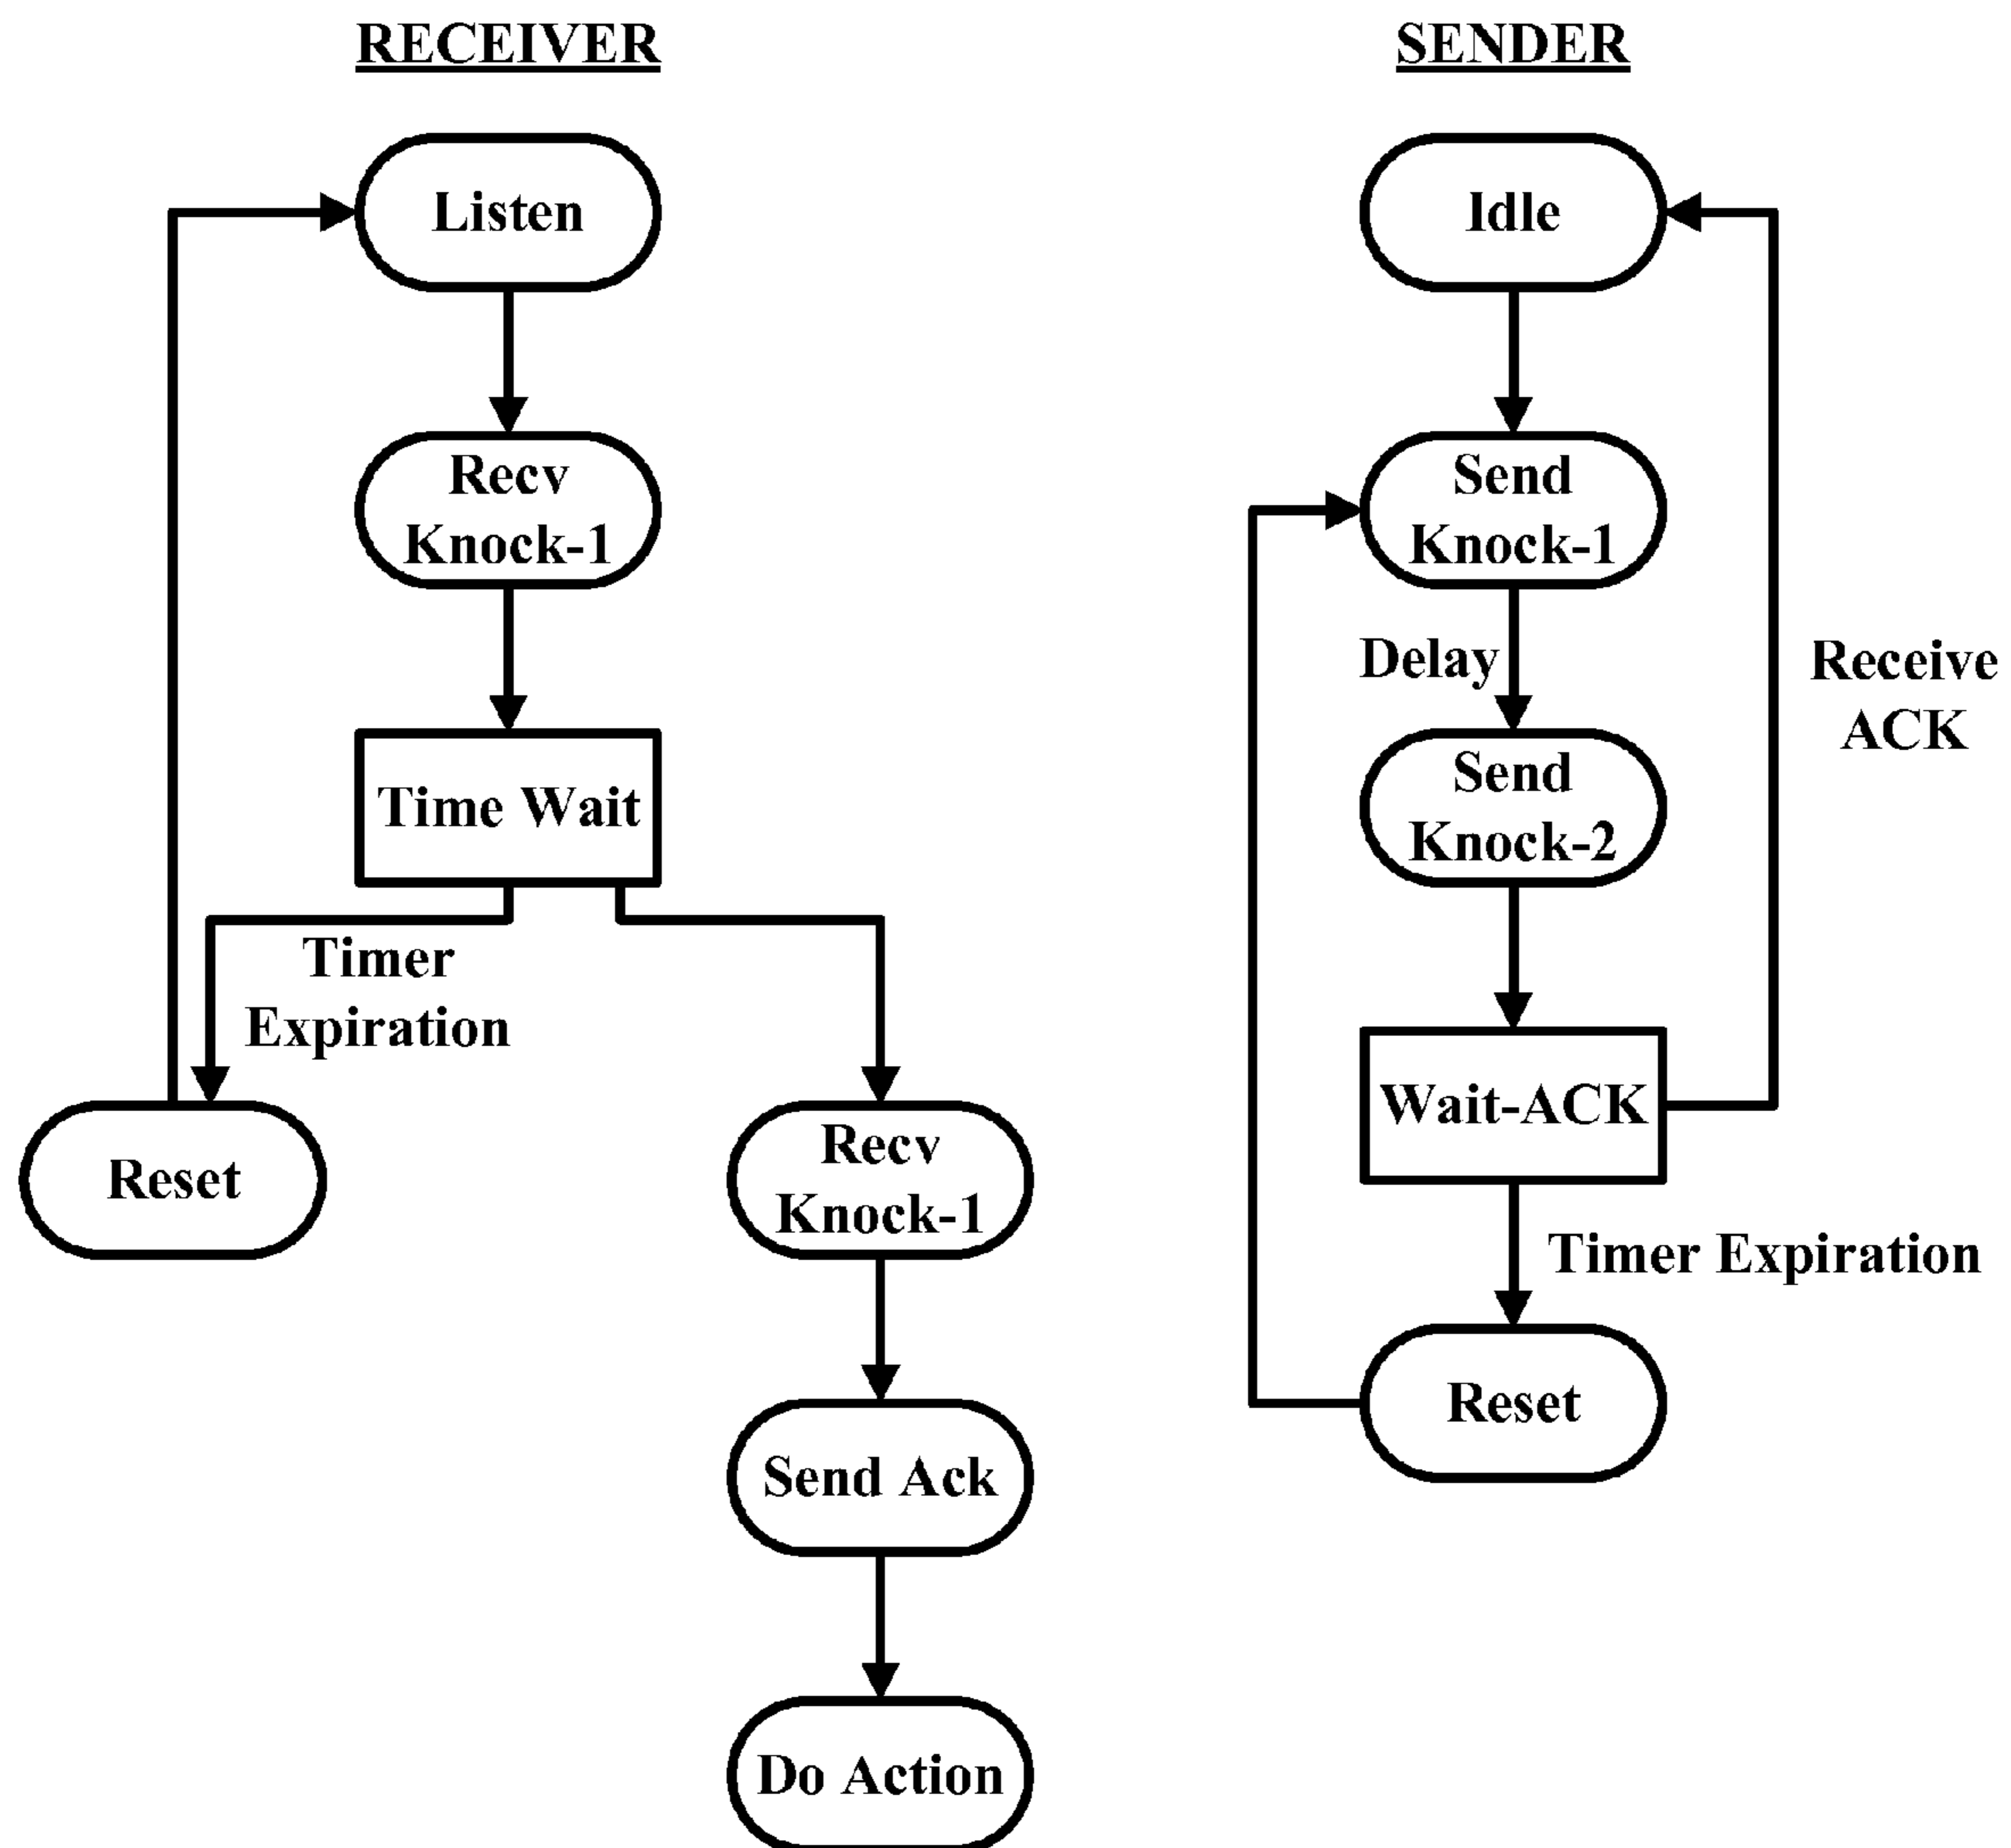 RECEIVER
Listen
Recv
Knock-1
Time Wait
Timer
Expiration
Reset
Recv
Knock-1
Send Ack
Do Action
SENDER
Idle
Send
Knock-1
Delay
Receive
ACK
Send
Knock-2
Wait-ACK
Timer Expiration
Reset